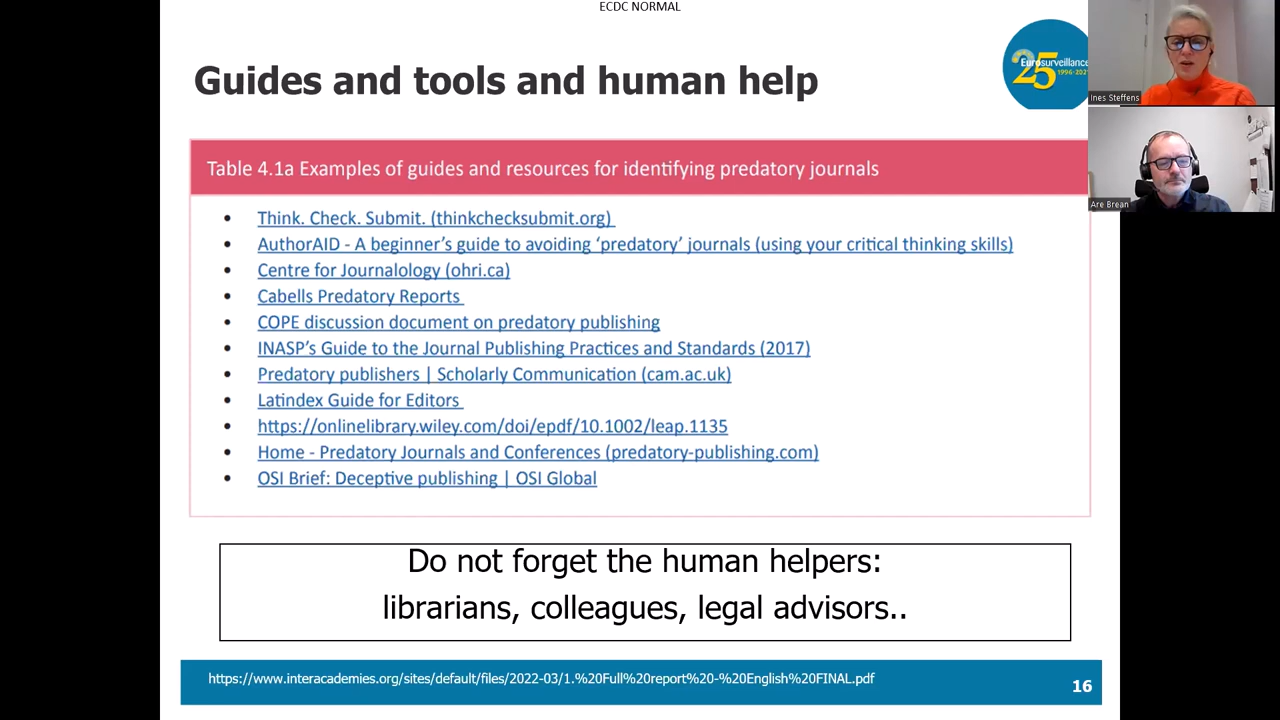 ECDC NORMAL
Guides and tools and human help
25
Eurosurveillance
Ines Steffens
Are Brean
Table 4.1a Examples of guides and resources for identifying predatory journals
• Think. Check. Submit. (thinkchecksubmit.org)
• AuthorAID - A beginner's guide to avoiding ‘predatory’ journals (using your critical thinking skills)
• Centre for Journalology (ohri.ca)
• Cabells Predatory Reports
• COPE discussion document on predatory publishing
• INASP's Guide to the Journal Publishing Practices and Standards (2017)
• Predatory publishers | Scholarly Communication (cam.ac.uk)
• Latindex Guide for Editors
• https://onlinelibrary.wiley.com/doi/epdf/10.1002/leap.1135
• Home - Predatory Journals and Conferences (predatory-publishing.com)
• OSI Brief: Deceptive publishing | OSI Global
Do not forget the human helpers:
librarians, colleagues, legal advisors..
https://www.interacademies.org/sites/default/files/2022-03/1.%20Full%20report%20-%20English%20FINAL.pdf
16